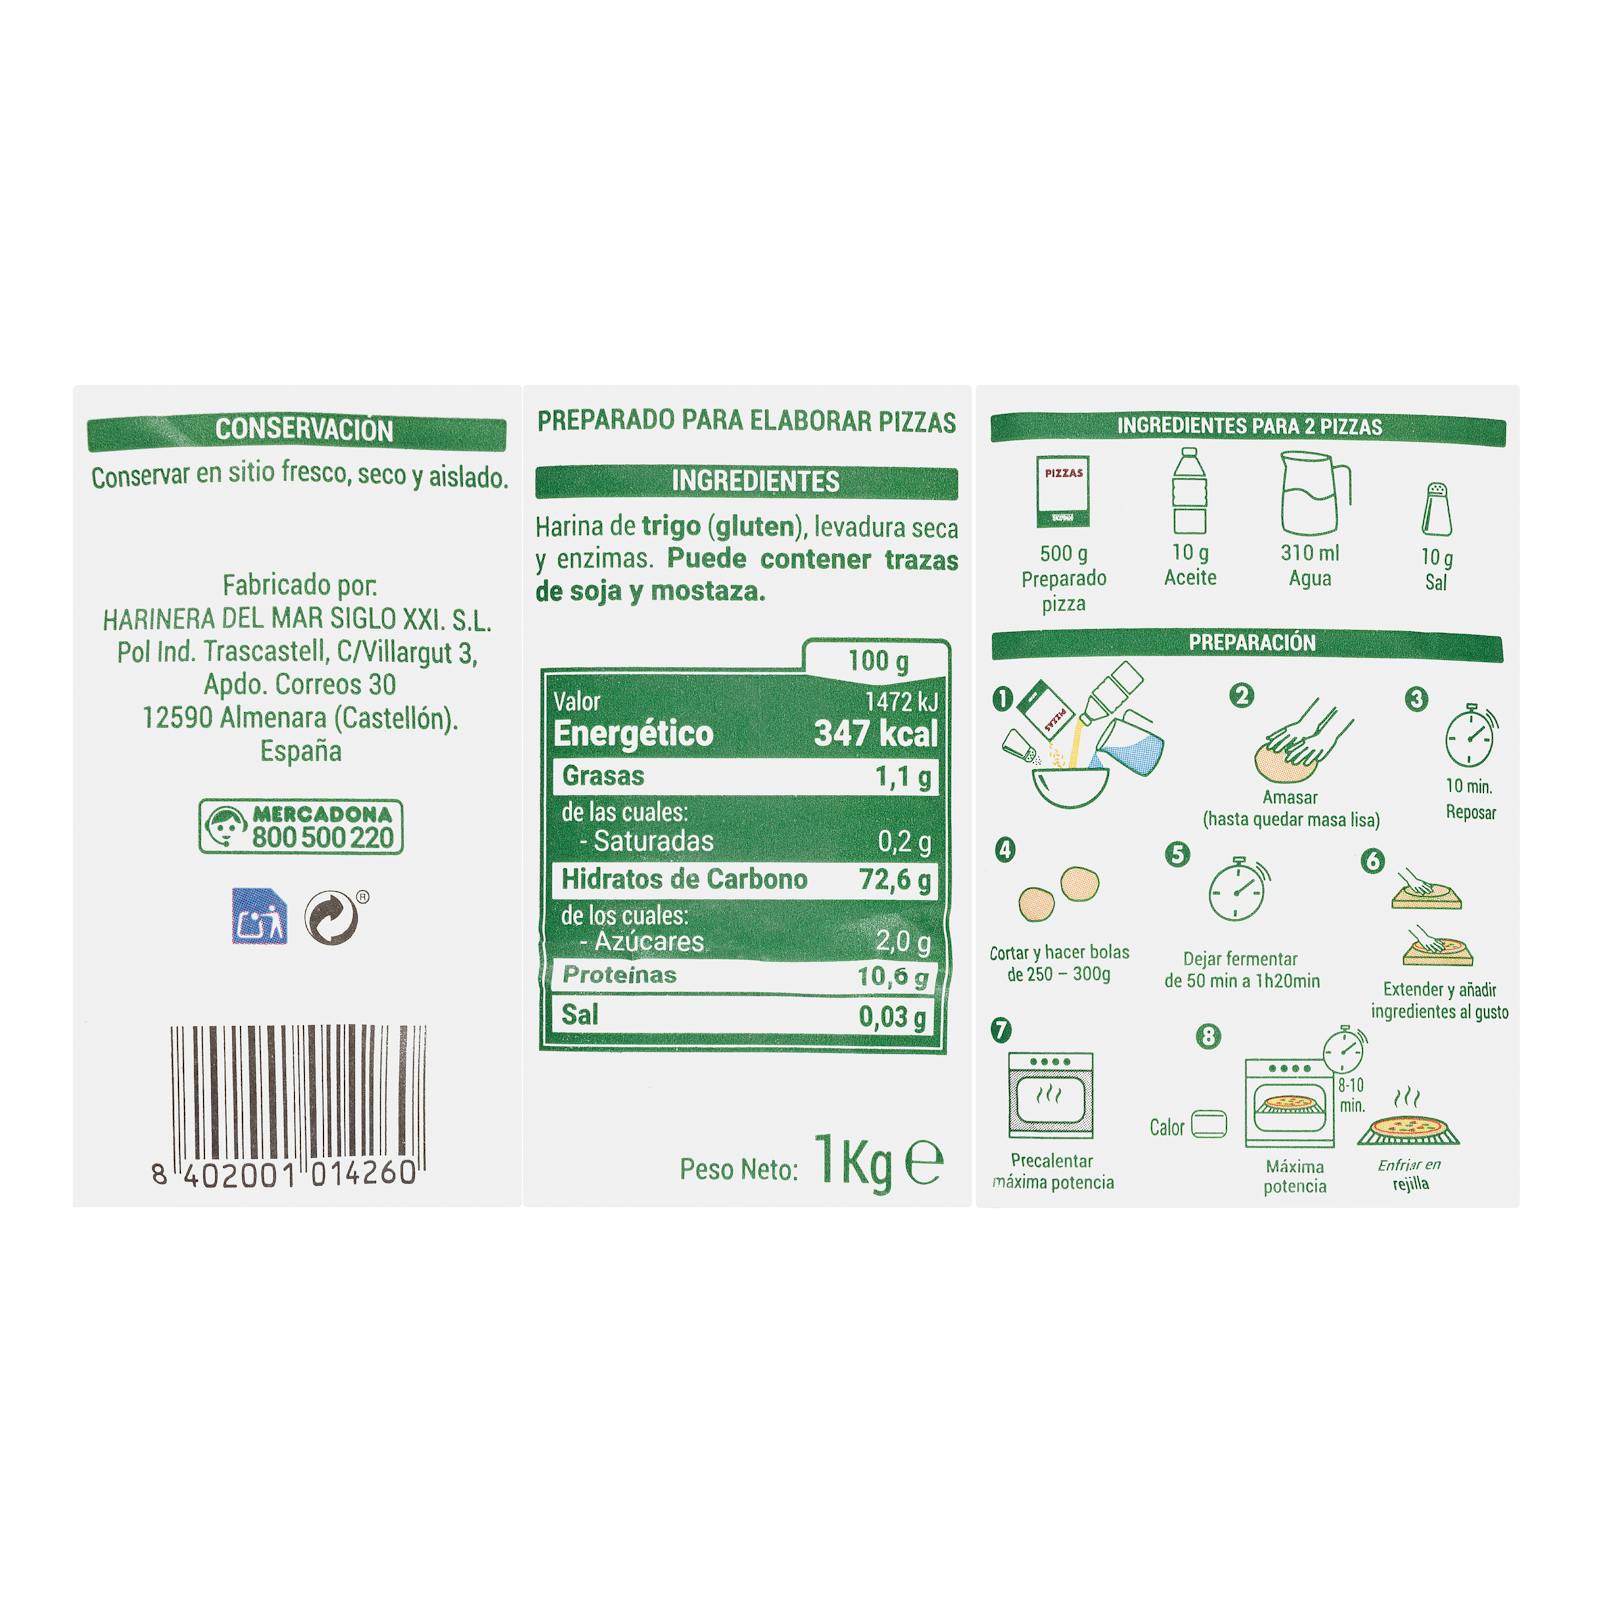 CONSERVACIÓN
Conservar en sitio fresco, seco y aislado.
Fabricado por:
HARINERA DEL MAR SIGLO XXI. S.L.
Pol Ind. Trascastell, C/Villargut 3,
Apdo. Correos 30
12590 Almenara (Castellón).
España
MERCADONA
800 500 220
®
8 402001 014260
PREPARADO PARA ELABORAR PIZZAS
INGREDIENTES
Harina de trigo (gluten), levadura seca
y enzimas. Puede contener trazas
de soja y mostaza.
100 g
Valor 1472 kJ
Energético 347 kcal
Grasas 1,1 g
de las cuales:
- Saturadas 0,2 g
Hidratos de Carbono 72,6 g
de los cuales:
- Azúcares 2,0 g
Proteínas 10,6 g
Sal 0,03 g
Peso Neto: 1Kg e
INGREDIENTES PARA 2 PIZZAS
PIZZAS
500 g
Preparado
pizza
10 g
Aceite
310 ml
Agua
10 g
Sal
PREPARACIÓN
1
PIZZAS
2
Amasar
(hasta quedar masa lisa)
3
10 min.
Reposar
4
Cortar y hacer bolas
de 250 – 300g
5
Dejar fermentar
de 50 min a 1h20min
6
Extender y añadir
ingredientes al gusto
7
Precalentar
máxima potencia
8
Calor
8-10
min.
Máxima
potencia
Enfriar en
rejilla